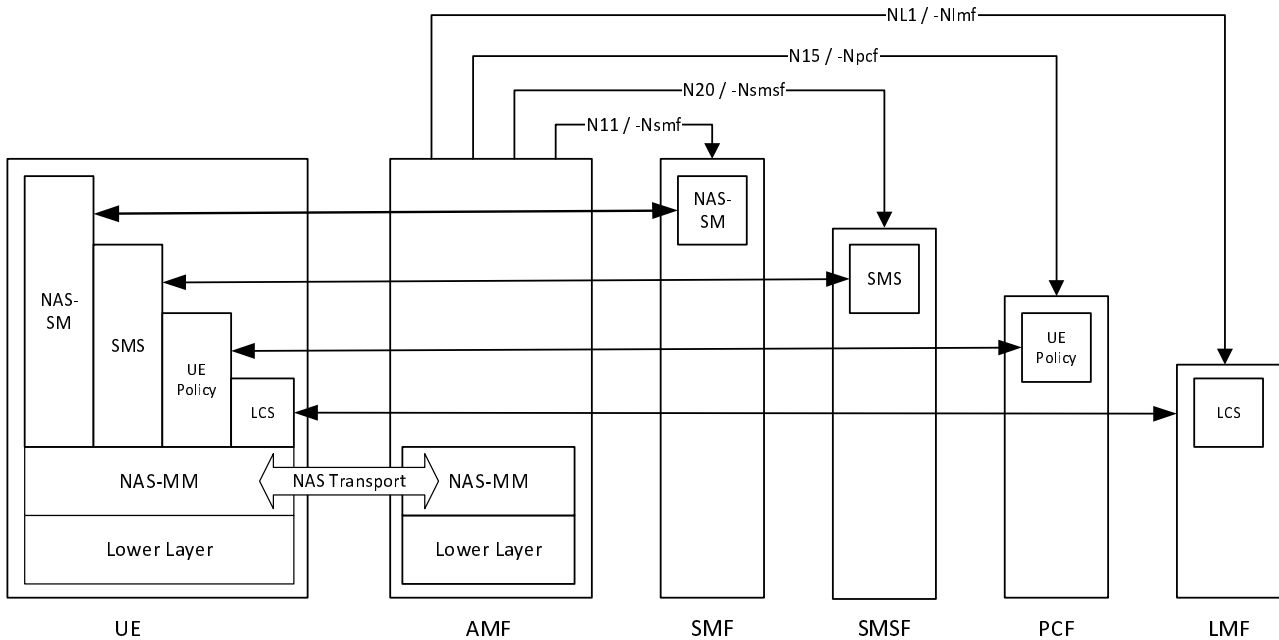 NL1 / -Nlmf
N15 / -Npcf
N20 / -Nsmsf
N11 / -Nsmf
NAS-
SM
SMS
UE
Policy
LCS
NAS-
SM
SMS
UE
Policy
LCS
NAS-MM
NAS Transport
NAS-MM
Lower Layer
Lower Layer
UE
AMF
SMF
SMSF
PCF
LMF